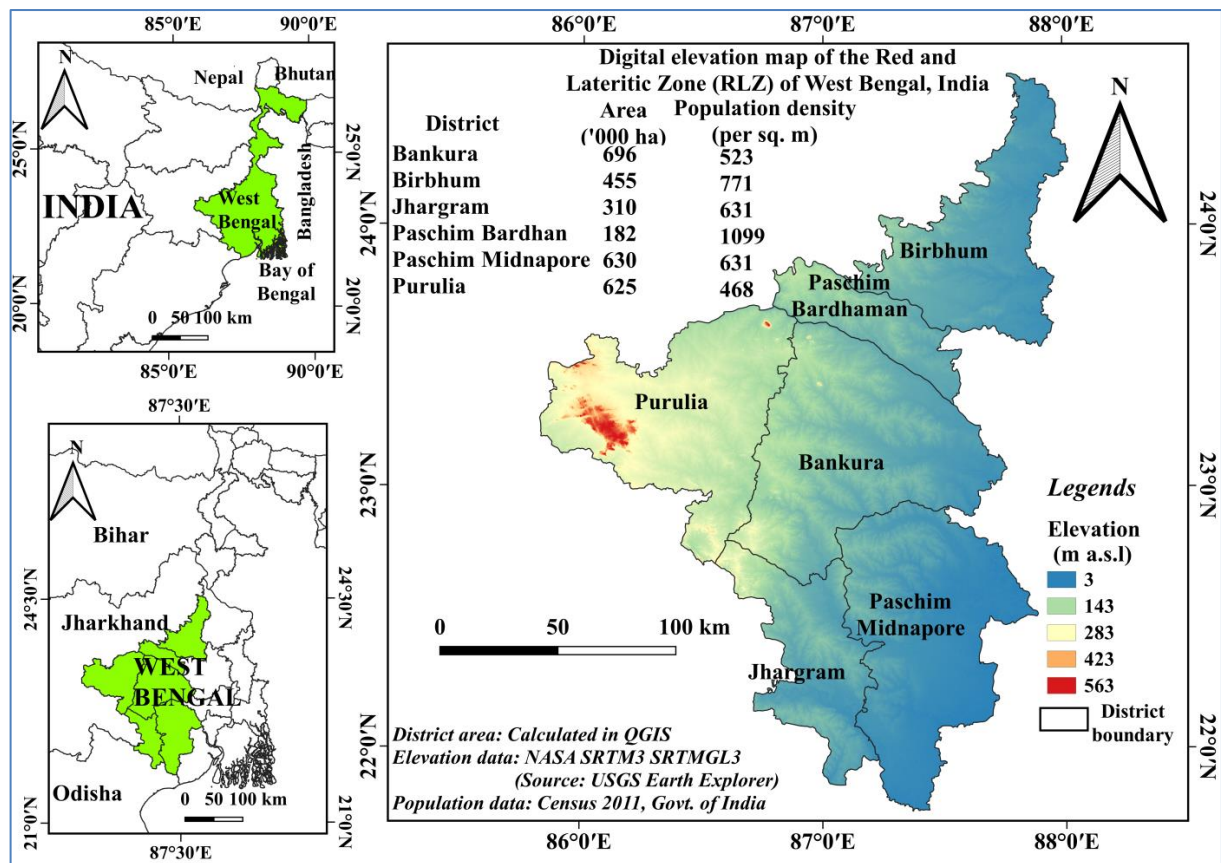 85°0′E 90°0′E
Nepal Bhutan
N
25°0′N
25°0′N
INDIA
West
Bengal
Bangladesh
Bay of
Bengal
20°0′N
20°0′N
0 50 100 km
85°0′E 90°0′E
87°30′E
N
Bihar
24°30′N
24°30′N
Jharkhand
WEST
BENGAL
Odisha
0 50 100 km
21°0′N
21°0′N
87°30′E
86°0′E 87°0′E 88°0′E
Digital elevation map of the Red and
Lateritic Zone (RLZ) of West Bengal, India
District Area ('000 ha) Population density (per sq. m)
Bankura 696 523
Birbhum 455 771
Jhargram 310 631
Paschim Bardhan 182 1099
Paschim Midnapore 630 631
Purulia 625 468
N
24°0′N
24°0′N
Birbhum
Paschim
Bardhaman
Purulia
Bankura
23°0′N
23°0′N
Paschim
Midnapore
Jhargram
0 50 100 km
Legends
Elevation
(m a.s.l)
3
143
283
423
563
District
boundary
22°0′N
22°0′N
District area: Calculated in QGIS
Elevation data: NASA SRTM3 SRTMGL3
(Source: USGS Earth Explorer)
Population data: Census 2011, Govt. of India
86°0′E 87°0′E 88°0′E